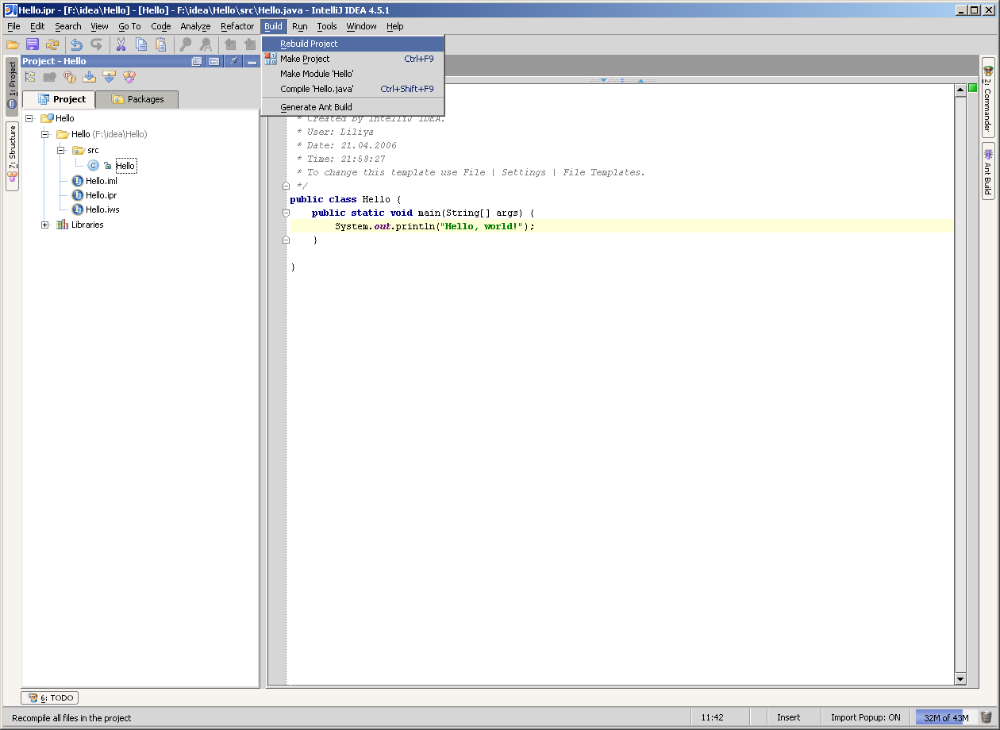 Hello.ipr - [F:\idea\Hello] - [Hello] - F:\idea\Hello\src\Hello.java - IntelliJ IDEA 4.5.1
File Edit Search View Go To Code Analyze Refactor Build Run Tools Window Help
Rebuild Project
Make Project Ctrl+F9
Make Module 'Hello'
Compile 'Hello.java' Ctrl+Shift+F9
Generate Ant Build
1: Project
7: Structure
Project - Hello
Project Packages
Hello
Hello (F:\idea\Hello)
src
Hello
Hello.iml
Hello.ipr
Hello.iws
Libraries
* Created by IntelliJ IDEA.
* User: Liliya
* Date: 21.04.2006
* Time: 21:58:27
* To change this template use File | Settings | File Templates.
*/
public class Hello {
public static void main(String[] args) {
System.out.println("Hello, world!");
}
}
2: Commander
Ant Build
6: TODO
Recompile all files in the project 11:42 Insert Import Popup: ON 32M of 43M